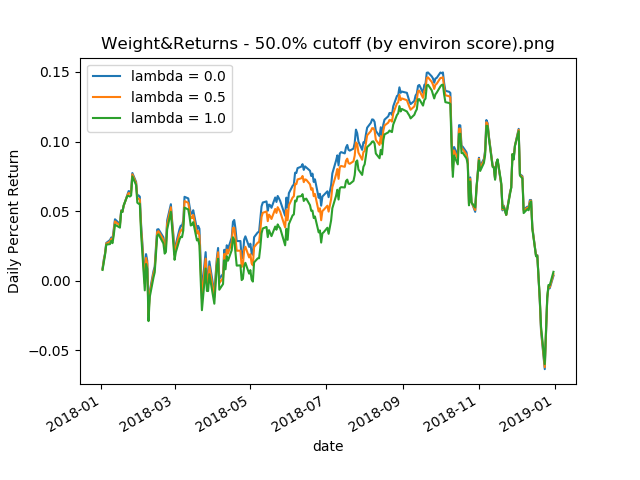 Weight&Returns - 50.0% cutoff (by environ score).png
lambda = 0.0
lambda = 0.5
lambda = 1.0
Daily Percent Return
0.15
0.10
0.05
0.00
−0.05
2018-01
2018-03
2018-05
2018-07
2018-09
2018-11
2019-01
date